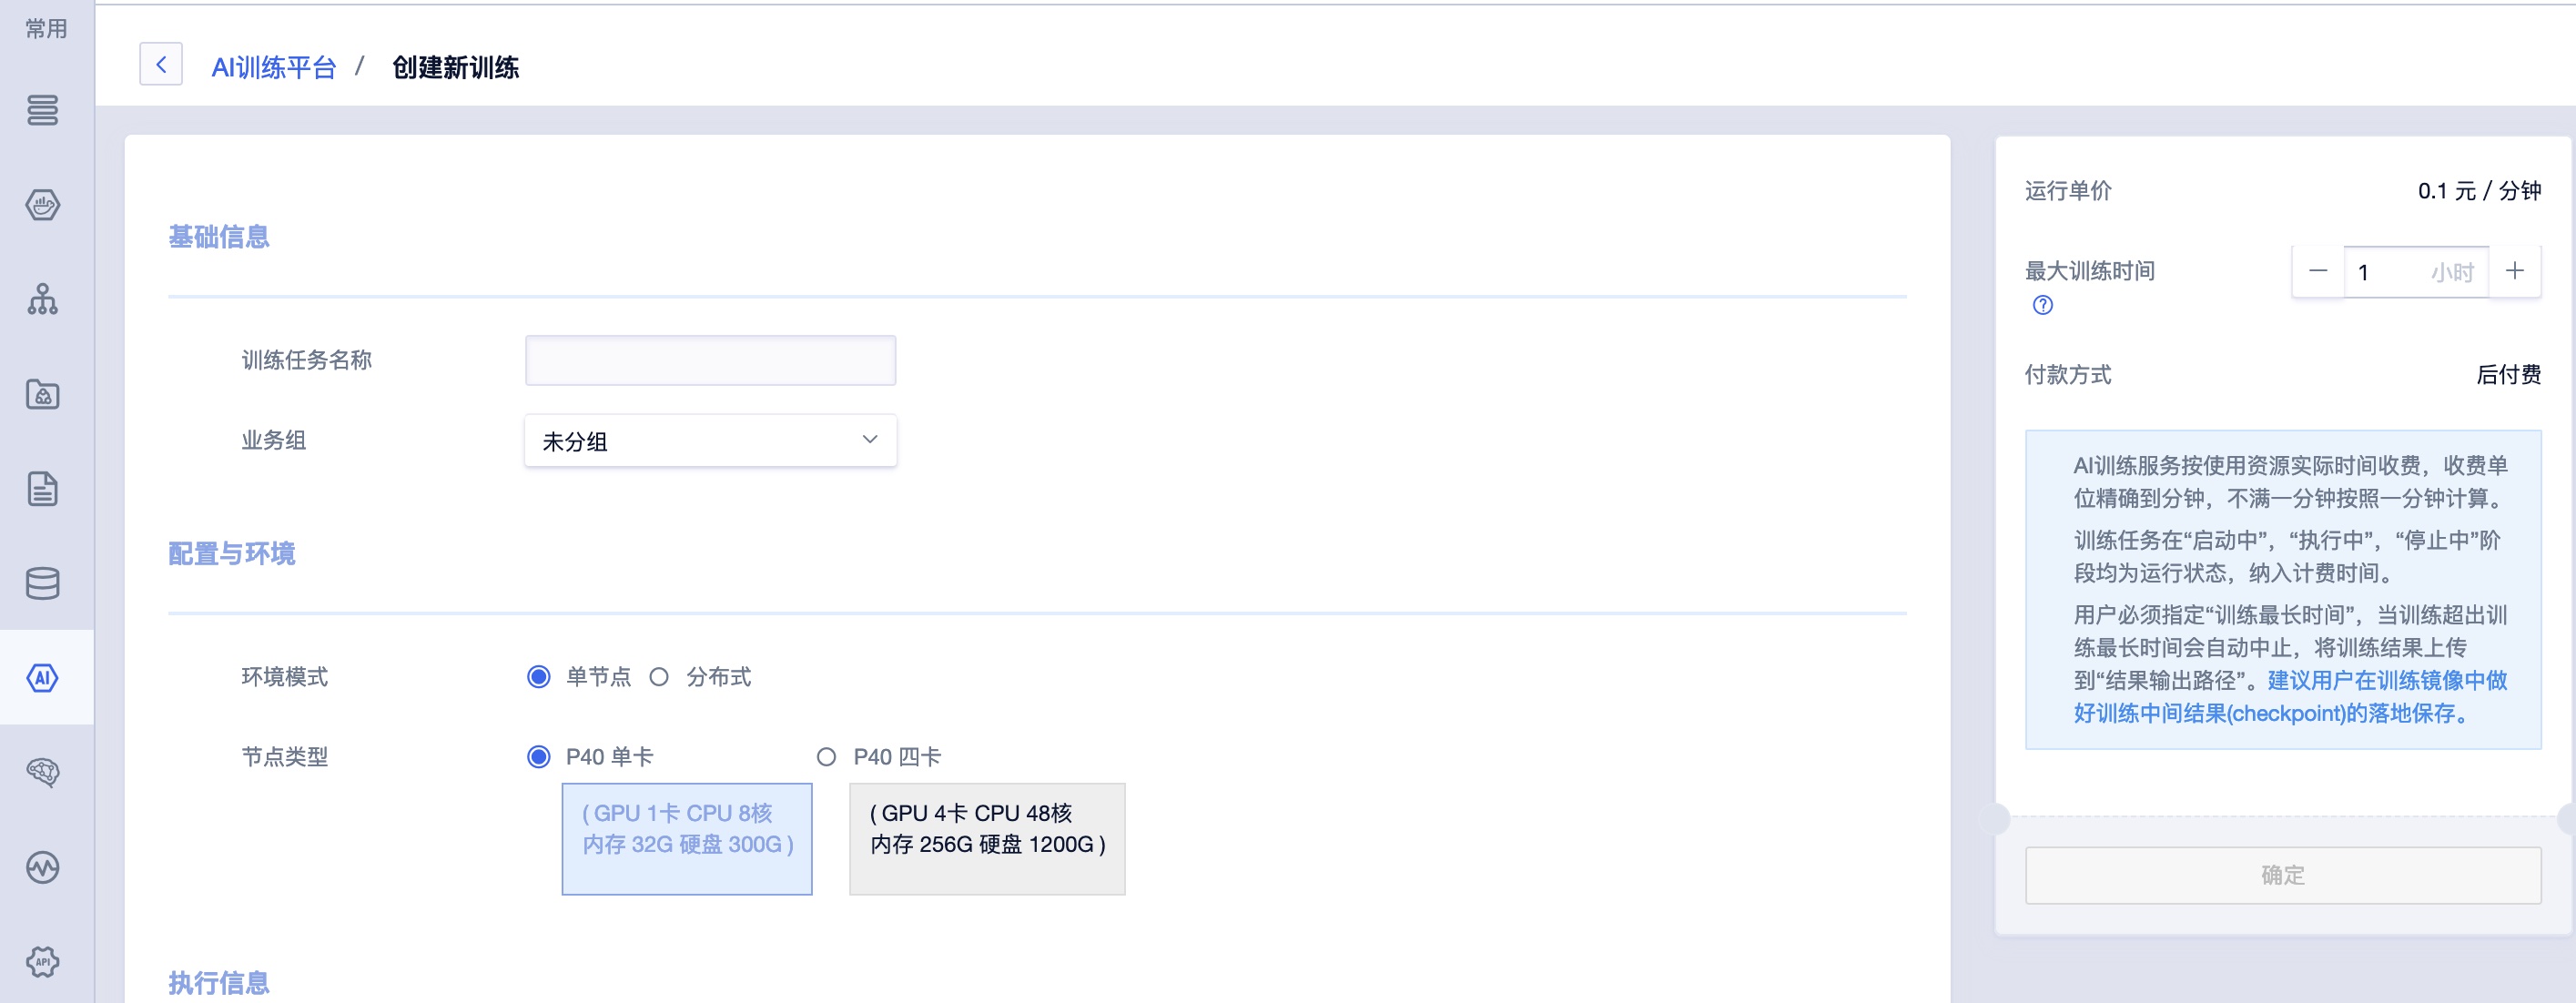 常用
AI训练平台 / 创建新训练
基础信息
训练任务名称
业务组
未分组
配置与环境
环境模式
单节点
分布式
节点类型
P40 单卡
P40 四卡
( GPU 1卡 CPU 8核
内存 32G 硬盘 300G )
( GPU 4卡 CPU 48核
内存 256G 硬盘 1200G )
执行信息
运行单价
0.1 元 / 分钟
最大训练时间
1
小时
付款方式
后付费
AI训练服务按使用资源实际时间收费，收费单
位精确到分钟，不满一分钟按照一分钟计算。
训练任务在“启动中”，“执行中”，“停止中”阶
段均为运行状态，纳入计费时间。
用户必须指定“训练最长时间”，当训练超出训
练最长时间会自动中止，将训练结果上传
到“结果输出路径”。建议用户在训练镜像中做
好训练中间结果(checkpoint)的落地保存。
确定
AI
API